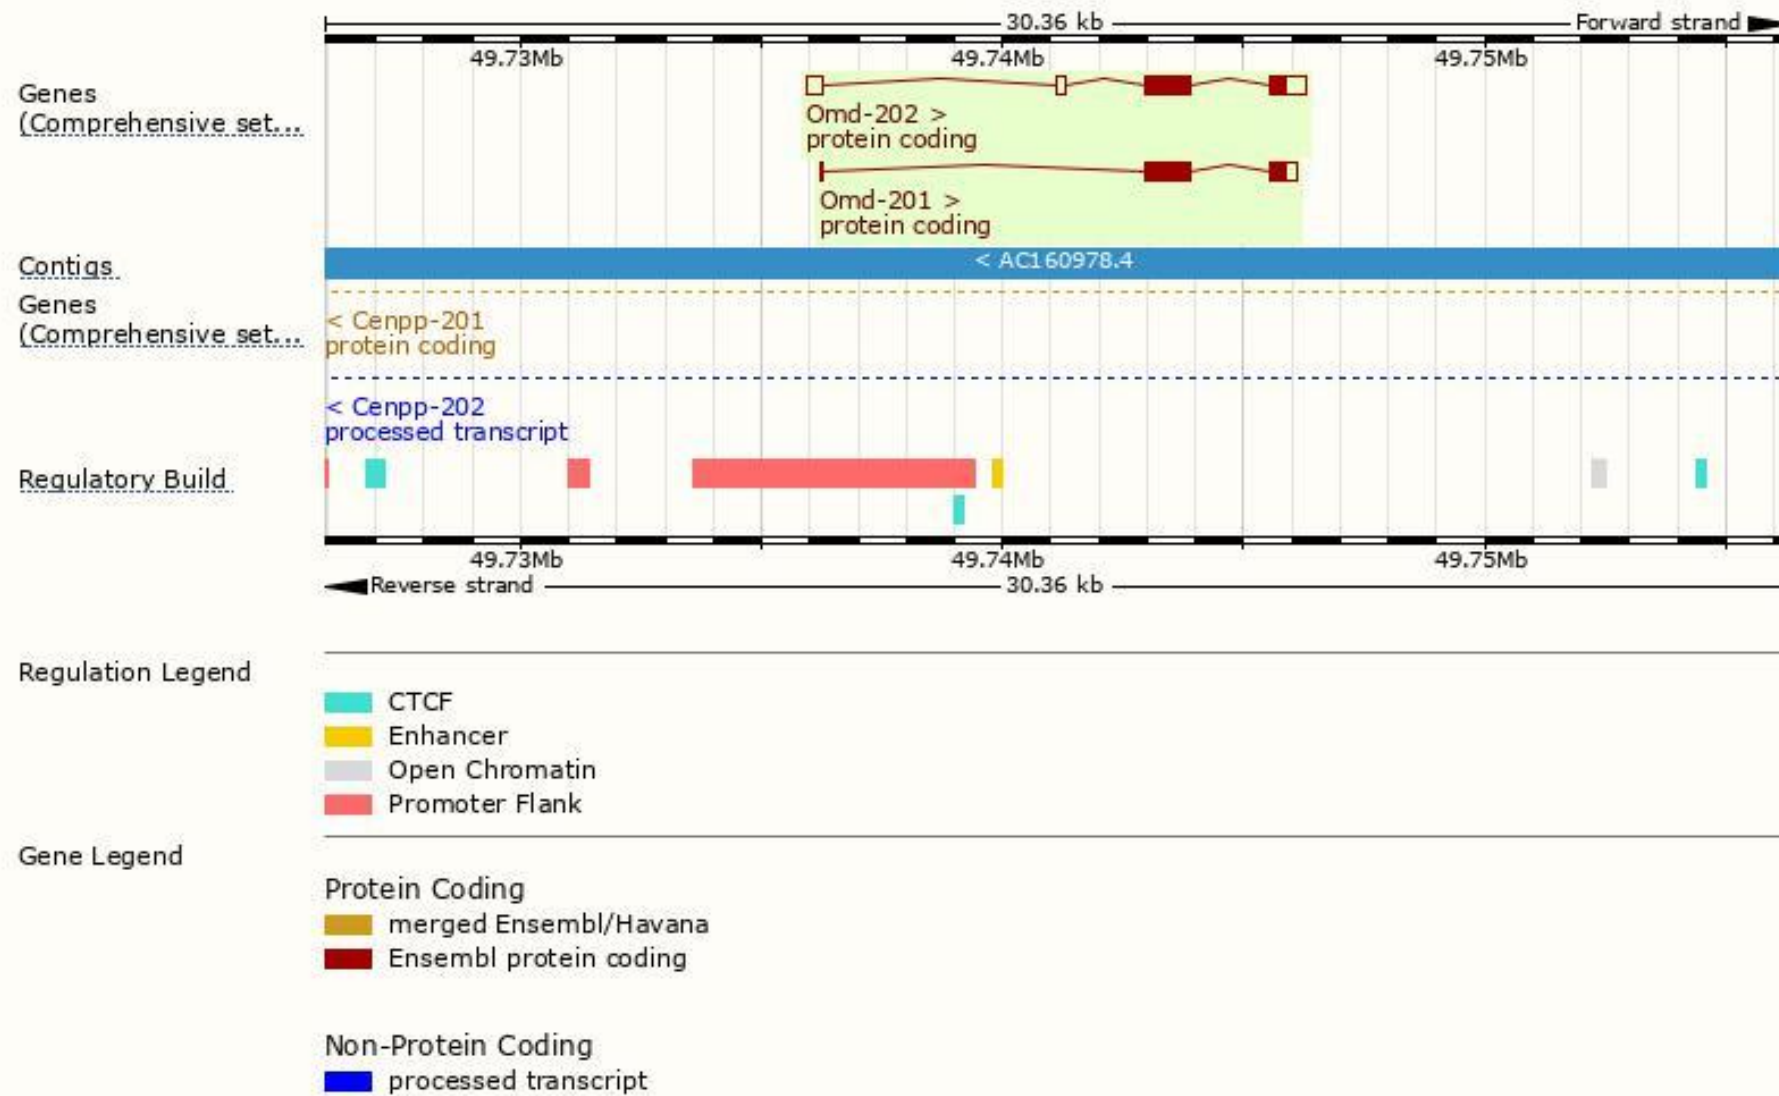 30.36 kb Forward strand
49.73Mb 49.74Mb 49.75Mb
Genes
(Comprehensive set...
Omd-202 >
protein coding
Omd-201 >
protein coding
Contigs
< AC160978.4
Genes
(Comprehensive set...
< Cenpp-201
protein coding
< Cenpp-202
processed transcript
Regulatory Build
49.73Mb 49.74Mb 49.75Mb
Reverse strand 30.36 kb
Regulation Legend
CTCF
Enhancer
Open Chromatin
Promoter Flank
Gene Legend
Protein Coding
merged Ensembl/Havana
Ensembl protein coding
Non-Protein Coding
processed transcript